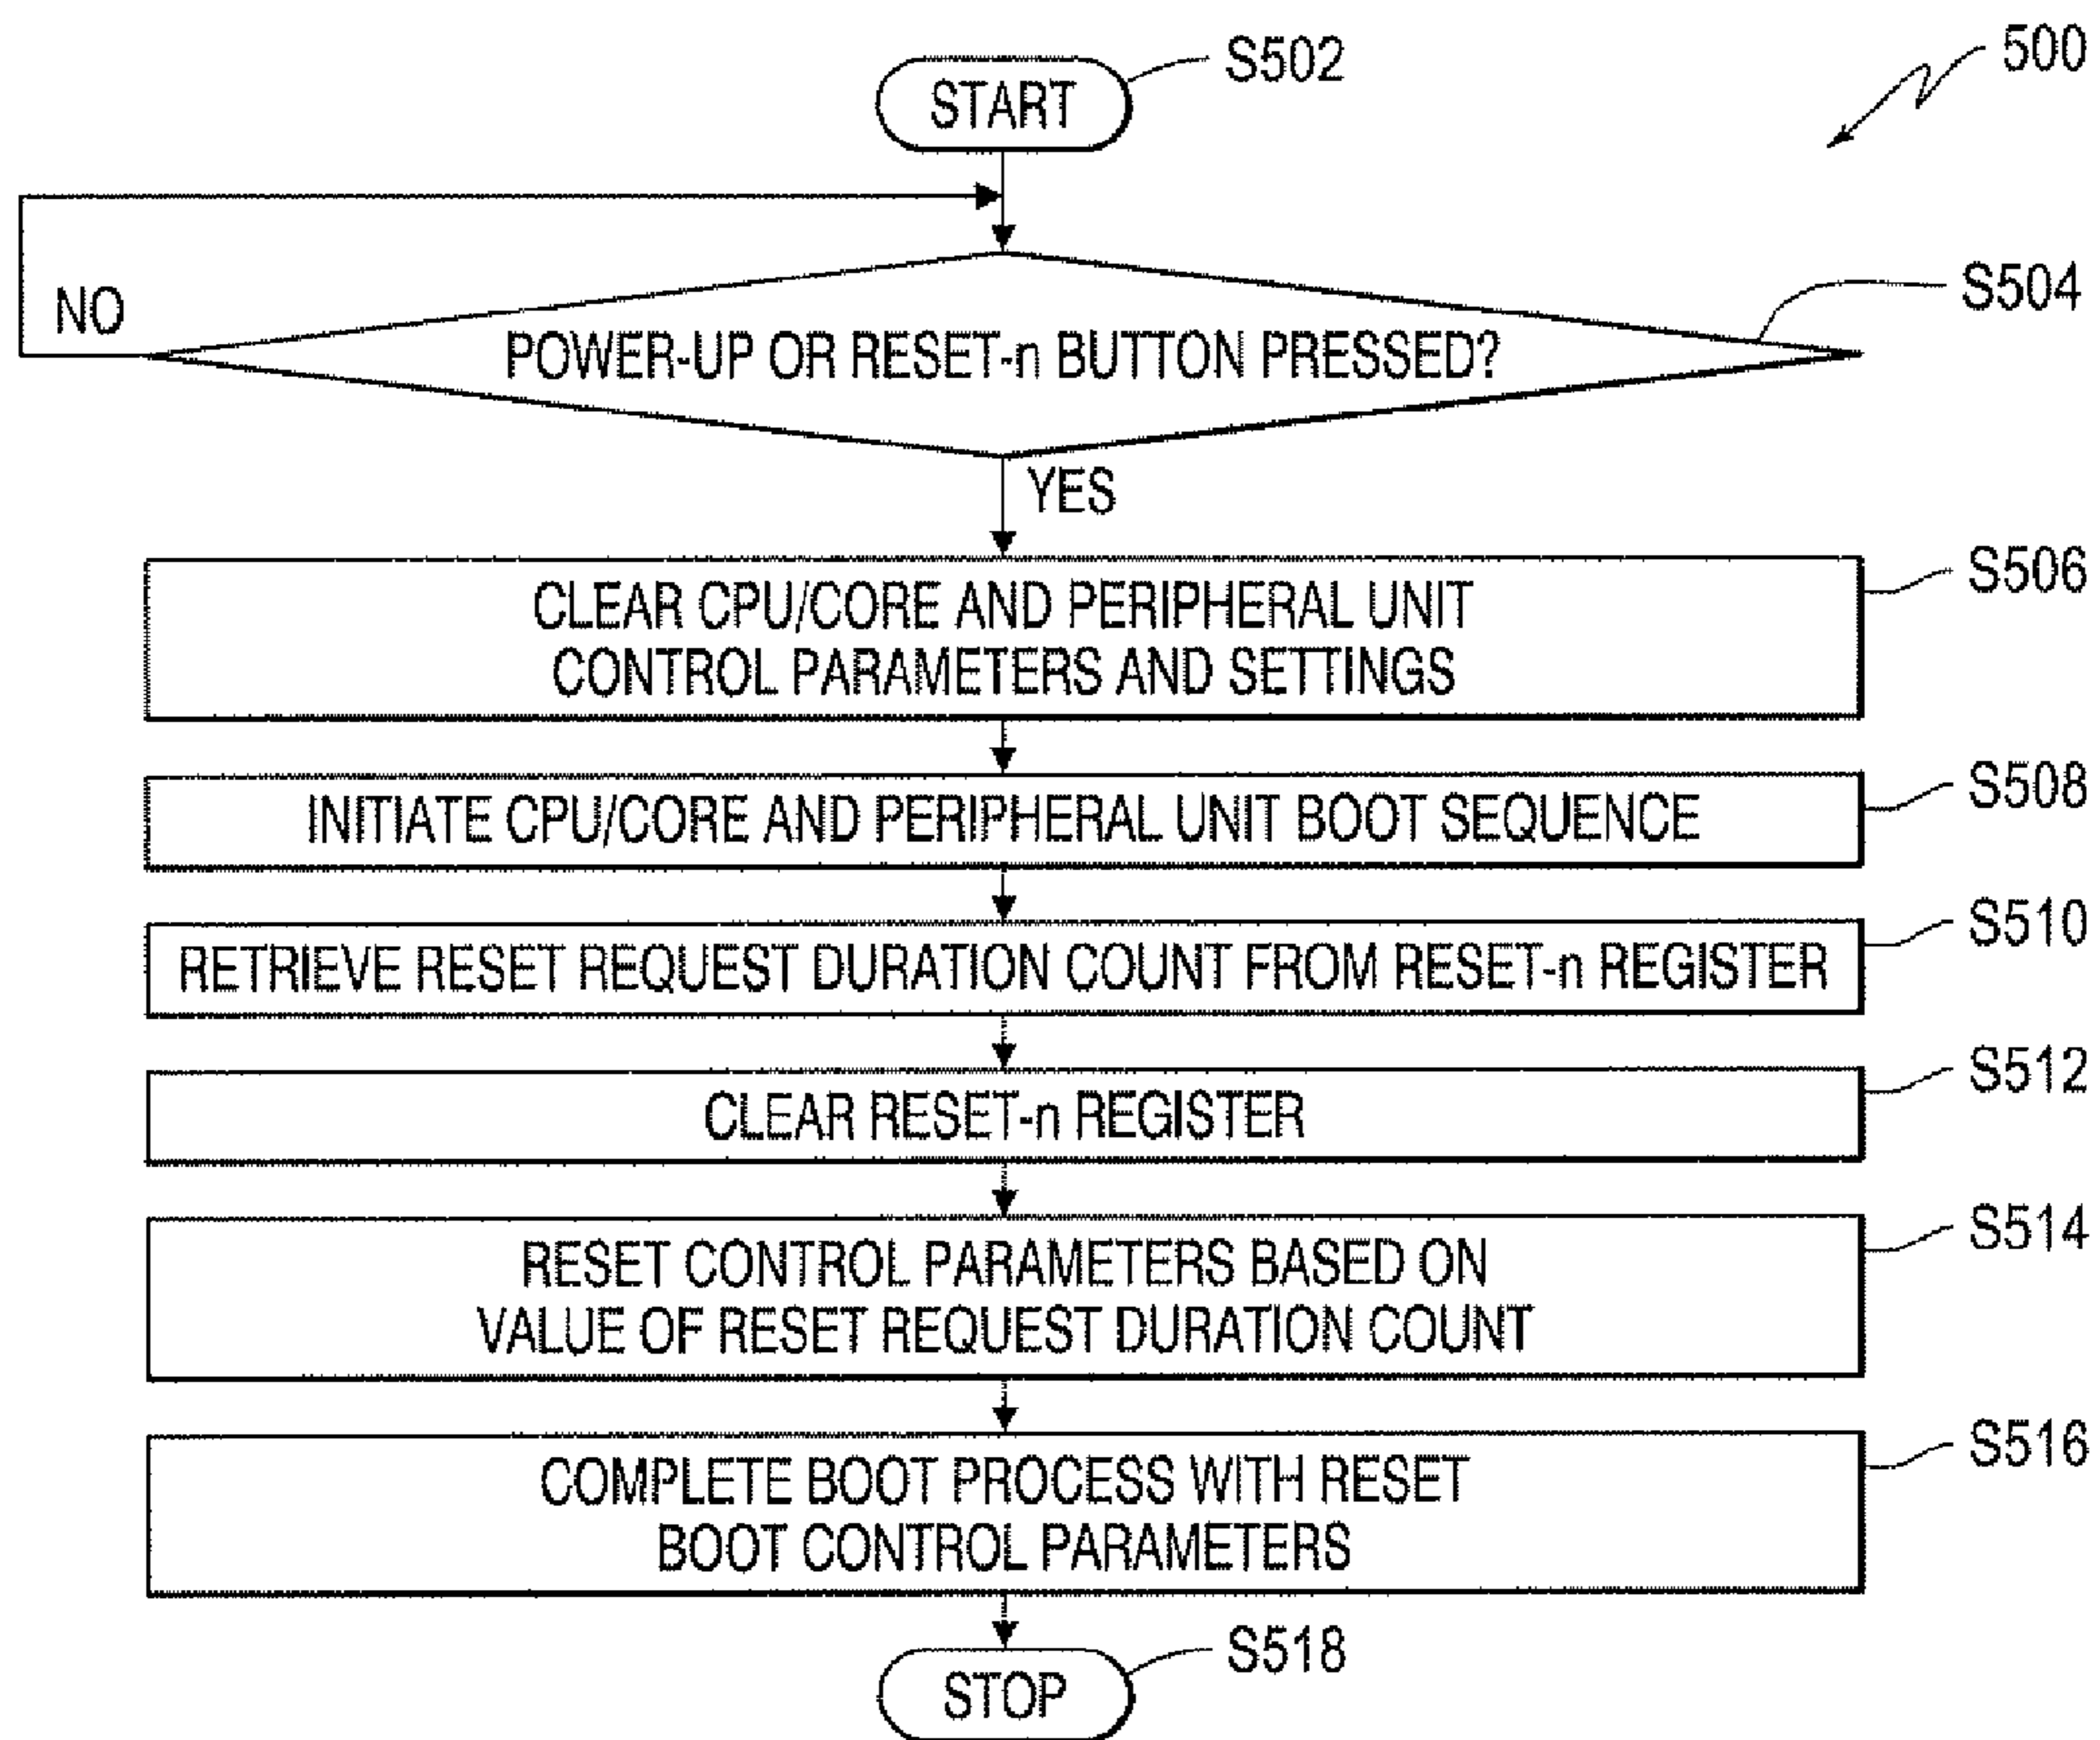 500
START
S502
NO
POWER-UP OR RESET-n BUTTON PRESSED?
S504
YES
CLEAR CPU/CORE AND PERIPHERAL UNIT
CONTROL PARAMETERS AND SETTINGS
S506
INITIATE CPU/CORE AND PERIPHERAL UNIT BOOT SEQUENCE
S508
RETRIEVE RESET REQUEST DURATION COUNT FROM RESET-n REGISTER
S510
CLEAR RESET-n REGISTER
S512
RESET CONTROL PARAMETERS BASED ON
VALUE OF RESET REQUEST DURATION COUNT
S514
COMPLETE BOOT PROCESS WITH RESET
BOOT CONTROL PARAMETERS
S516
STOP
S518